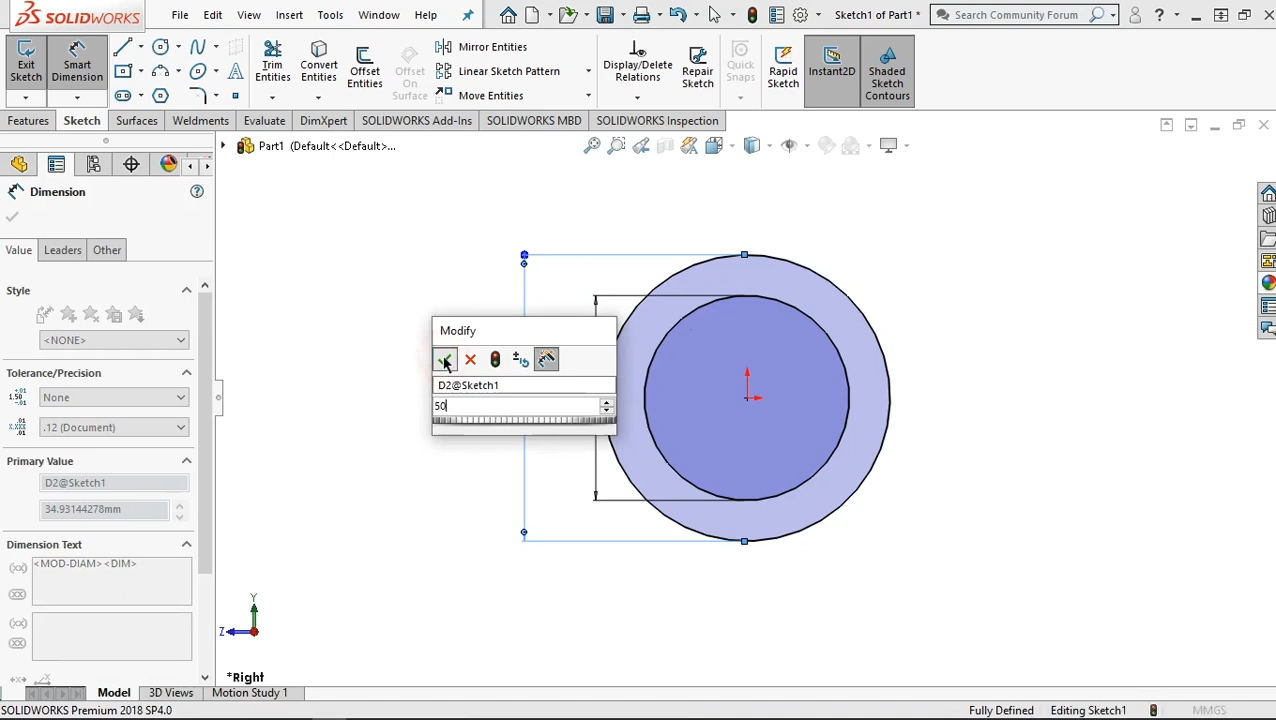 SOLIDWORKS
File Edit View Insert Tools Window Help
Sketch1 of Part1 *
Search Community Forum
?
Exit Sketch
Smart Dimension
Trim Entities
Convert Entities
Offset Entities
Offset On Surface
Mirror Entities
Linear Sketch Pattern
Move Entities
Display/Delete Relations
Repair Sketch
Quick Snaps
Rapid Sketch
Instant2D
Shaded Sketch Contours
Features Sketch Surfaces Weldments Evaluate DimXpert SOLIDWORKS Add-Ins SOLIDWORKS MBD SOLIDWORKS Inspection
Part1 (Default<<Default>...
Dimension
?
Value Leaders Other
Style
<NONE>
Tolerance/Precision
None
.12 (Document)
Primary Value
D2@Sketch1
34.93144278mm
Dimension Text
<MOD-DIAM><DIM>
Modify
D2@Sketch1
50
Y
Z
*Right
Model 3D Views Motion Study 1
SOLIDWORKS Premium 2018 SP4.0
Fully Defined Editing Sketch1 MMGS